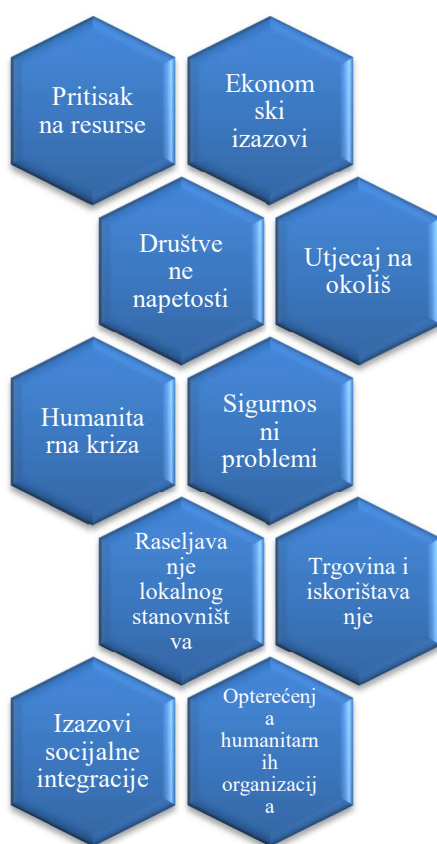 Pritisak
na resurse
Ekonom
ski
izazovi
Društve
ne
napetosti
Utjecaj na
okoliš
Humanita
rna kriza
Sigurnos
ni
problemi
Raseljava
nje
lokalnog
stanovništ
va
Trgovina i
iskorištava
nje
Izazovi
socijalne
integracije
Opterećenj
a
humanitarn
ih
organizacij
a